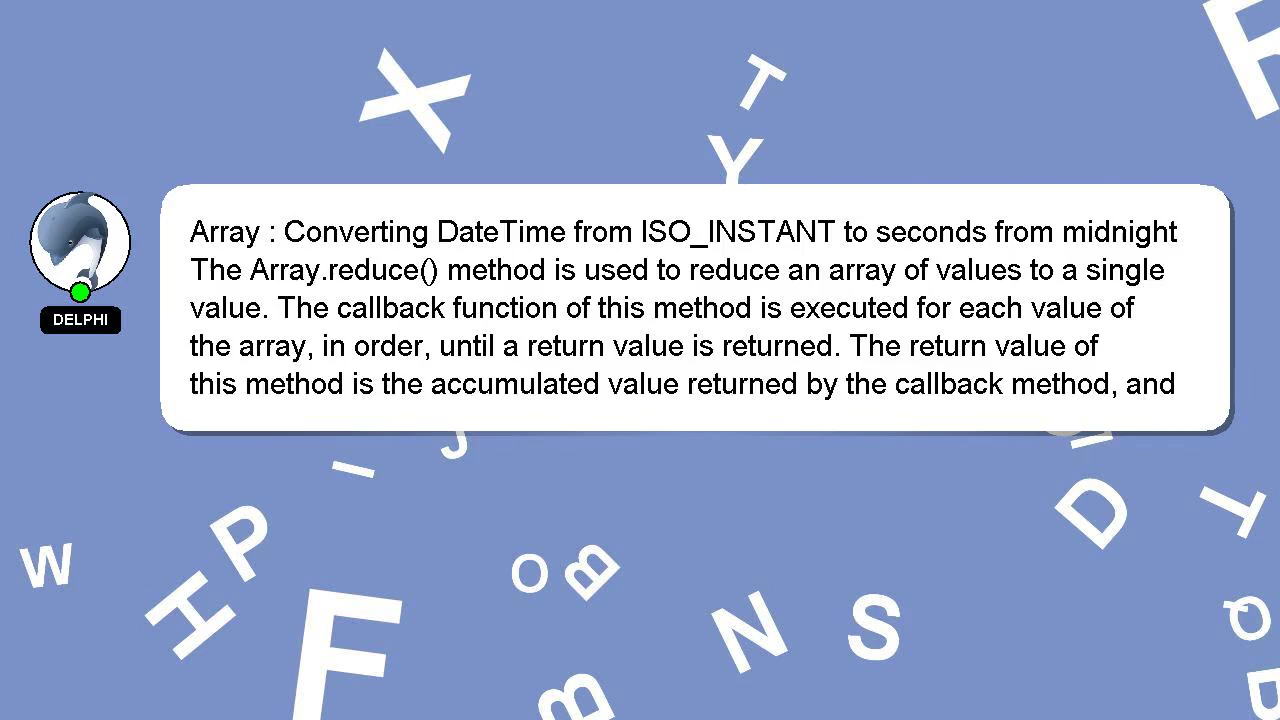 X
T
F
Y
Array : Converting DateTime from ISO_INSTANT to seconds from midnight
The Array.reduce() method is used to reduce an array of values to a single
value. The callback function of this method is executed for each value of
the array, in order, until a return value is returned. The return value of
this method is the accumulated value returned by the callback method, and
DELPHI
J
I
D
T
P
W
H
O
B
F
N
S
Q
B
B